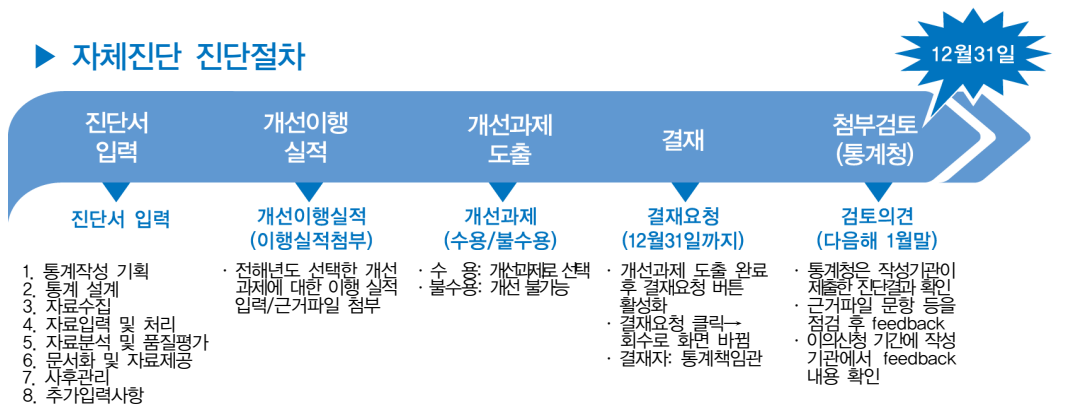 ▶ 자체진단 진단절차
12월31일
진단서
입력
개선이행
실적
개선과제
도출
결재
첨부검토
(통계청)
진단서 입력
1. 통계작성 기획
2. 통계 설계
3. 자료수집
4. 자료입력 및 처리
5. 자료분석 및 품질평가
6. 문서화 및 자료제공
7. 사후관리
8. 추가입력사항
개선이행실적
(이행실적첨부)
· 전해년도 선택한 개선
과제에 대한 이행 실적
입력/근거파일 첨부
개선과제
(수용/불수용)
· 수 용: 개선과제로 선택
· 불수용: 개선 불가능
결재요청
(12월31일까지)
· 개선과제 도출 완료
후 결재요청 버튼
활성화
· 결재요청 클릭→
회수로 화면 바뀜
· 결재자: 통계책임관
검토의견
(다음해 1월말)
· 통계청은 작성기관이
제출한 진단결과 확인
· 근거파일 문항 등을
점검 후 feedback
· 이의신청 기간에 작성
기관에서 feedback
내용 확인